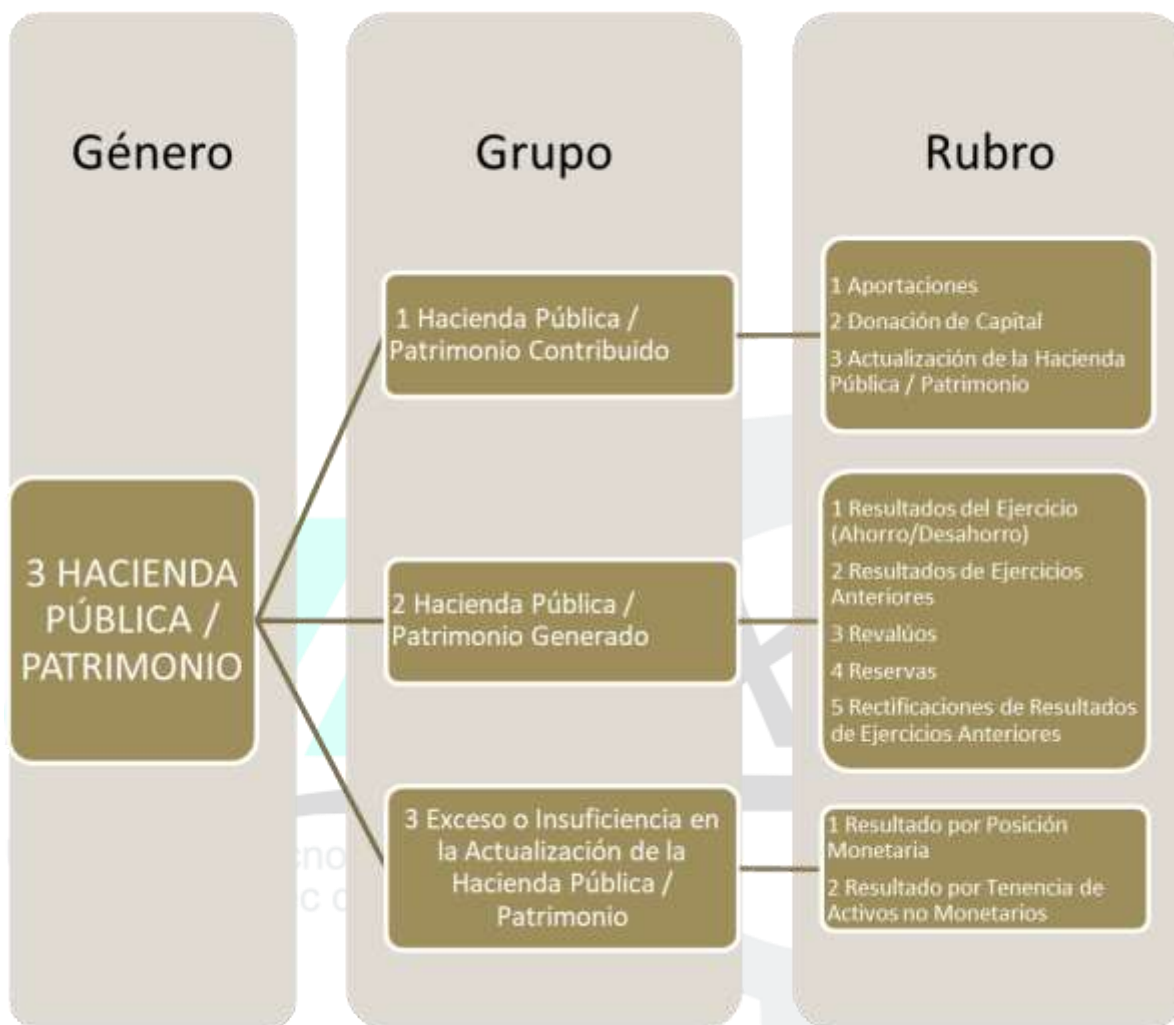 Género
Grupo
Rubro
3 HACIENDA
PÚBLICA /
PATRIMONIO
1 Hacienda Pública /
Patrimonio Contribuido
1 Aportaciones
2 Donación de Capital
3 Actualización de la Hacienda
Pública / Patrimonio
2 Hacienda Pública /
Patrimonio Generado
1 Resultados del Ejercicio
(Ahorro/Desahorro)
2 Resultados de Ejercicios
Anteriores
3 Revalúos
4 Reservas
5 Rectificaciones de Resultados
de Ejercicios Anteriores
3 Exceso o Insuficiencia en
la Actualización de la
Hacienda Pública /
Patrimonio
1 Resultado por Posición
Monetaria
2 Resultado por Tenencia de
Activos no Monetarios